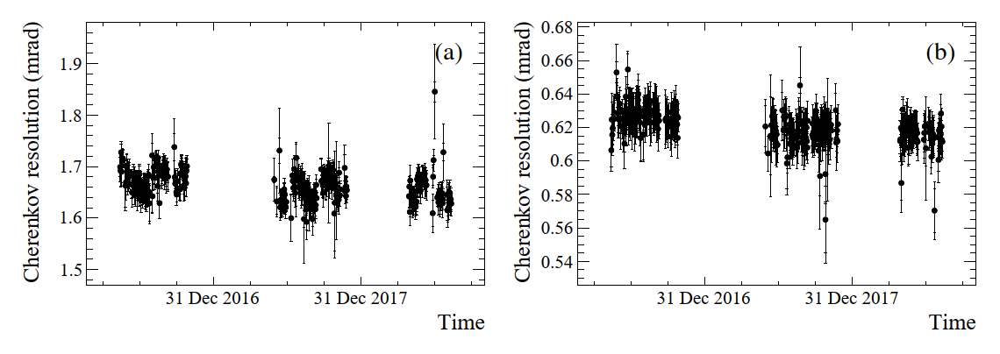 Cherenkov resolution (mrad)
(a)
1.9
1.8
1.7
1.6
1.5
31 Dec 2016
31 Dec 2017
Time
Cherenkov resolution (mrad)
(b)
0.68
0.66
0.64
0.62
0.6
0.58
0.56
0.54
31 Dec 2016
31 Dec 2017
Time